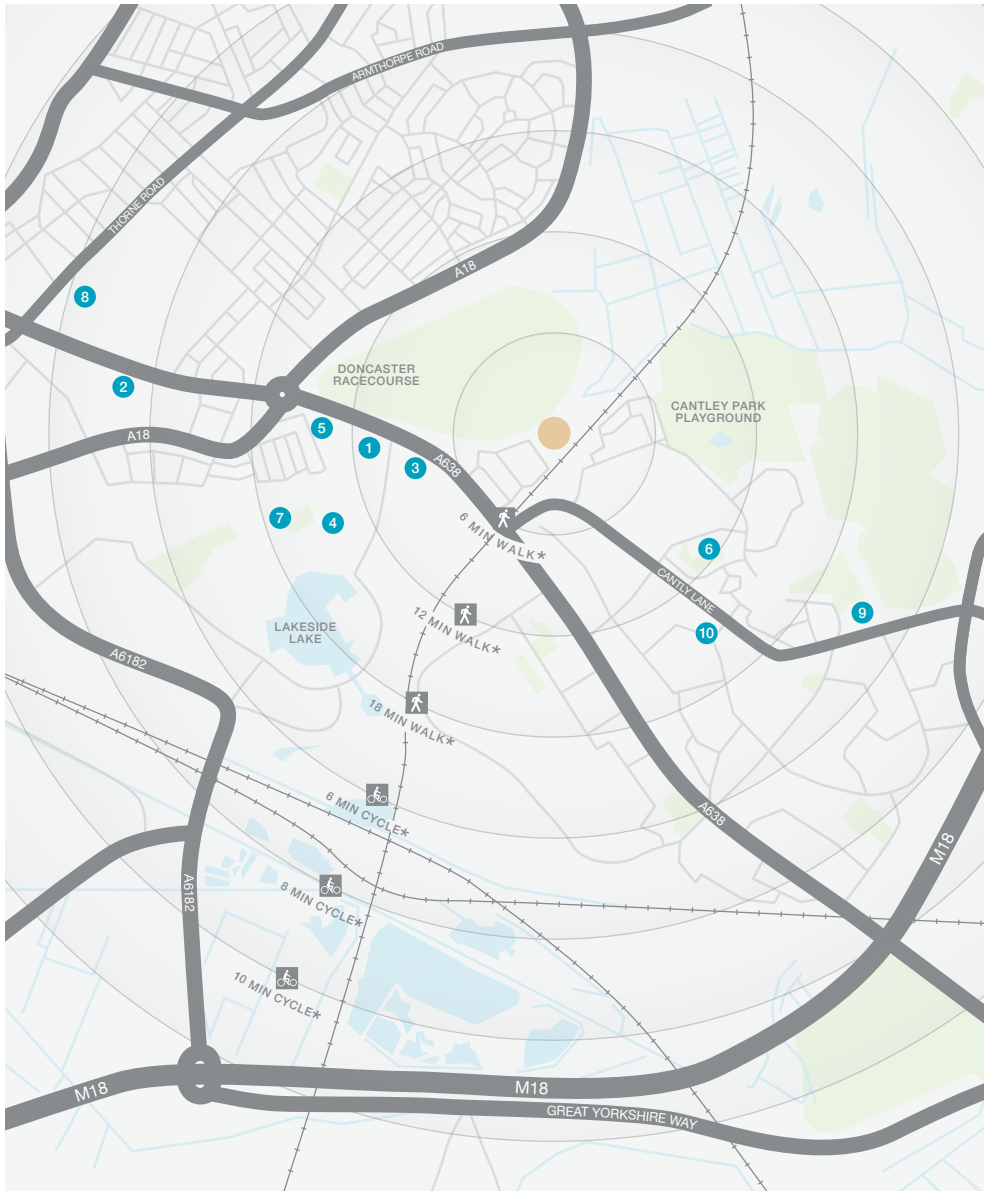 ARMTHORPE ROAD
THORNE ROAD
A18
8
DONCASTER
RACECOURSE
2
CANTLEY PARK
PLAYGROUND
5
A18
1
A638
3
7
4
6 MIN WALK*
6
CANTLY LANE
12 MIN WALK*
9
LAKESIDE
LAKE
10
A6182
18 MIN WALK*
6 MIN CYCLE*
A638
M18
8 MIN CYCLE*
A6182
10 MIN CYCLE*
M18
M18
GREAT YORKSHIRE WAY